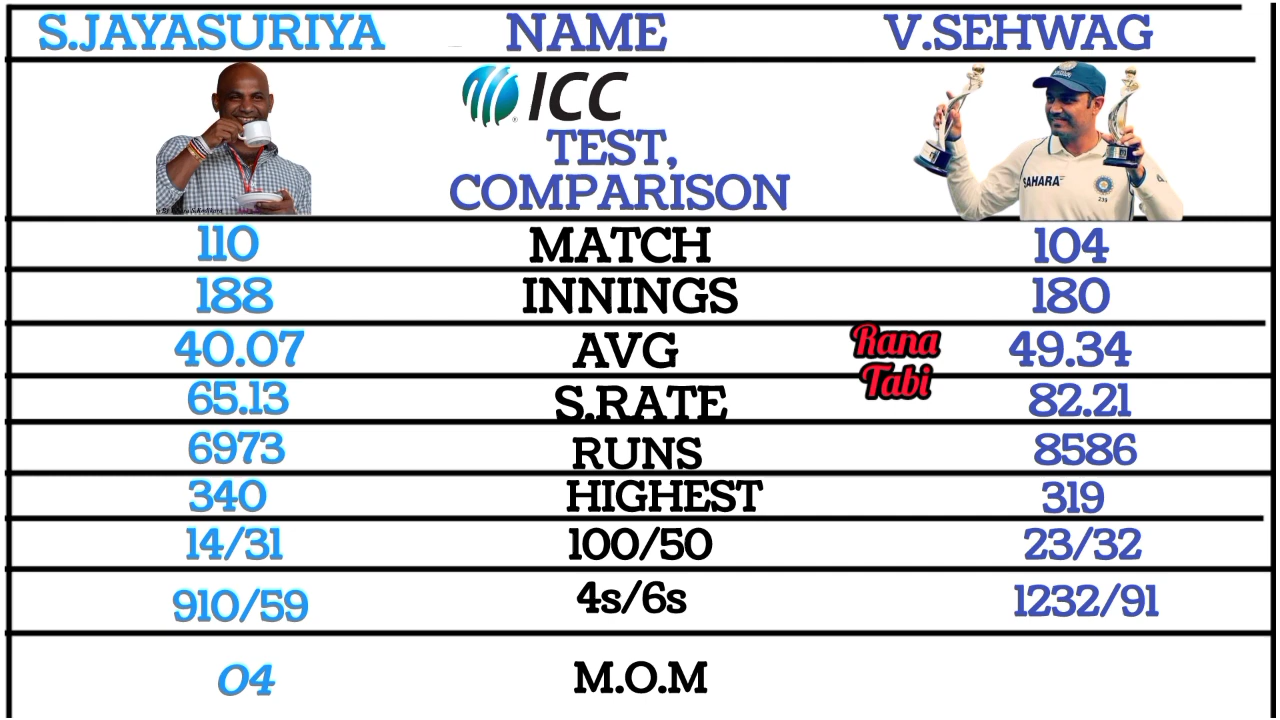 S.JAYASURIYA NAME V.SEHWAG
ICC
TEST,
COMPARISON
SAHARA
239
110 MATCH 104
188 INNINGS 180
40.07 AVG 49.34
Rana
Tabi
65.13 S.RATE 82.21
6973 RUNS 8586
340 HIGHEST 319
14/31 100/50 23/32
910/59 4s/6s 1232/91
04 M.O.M